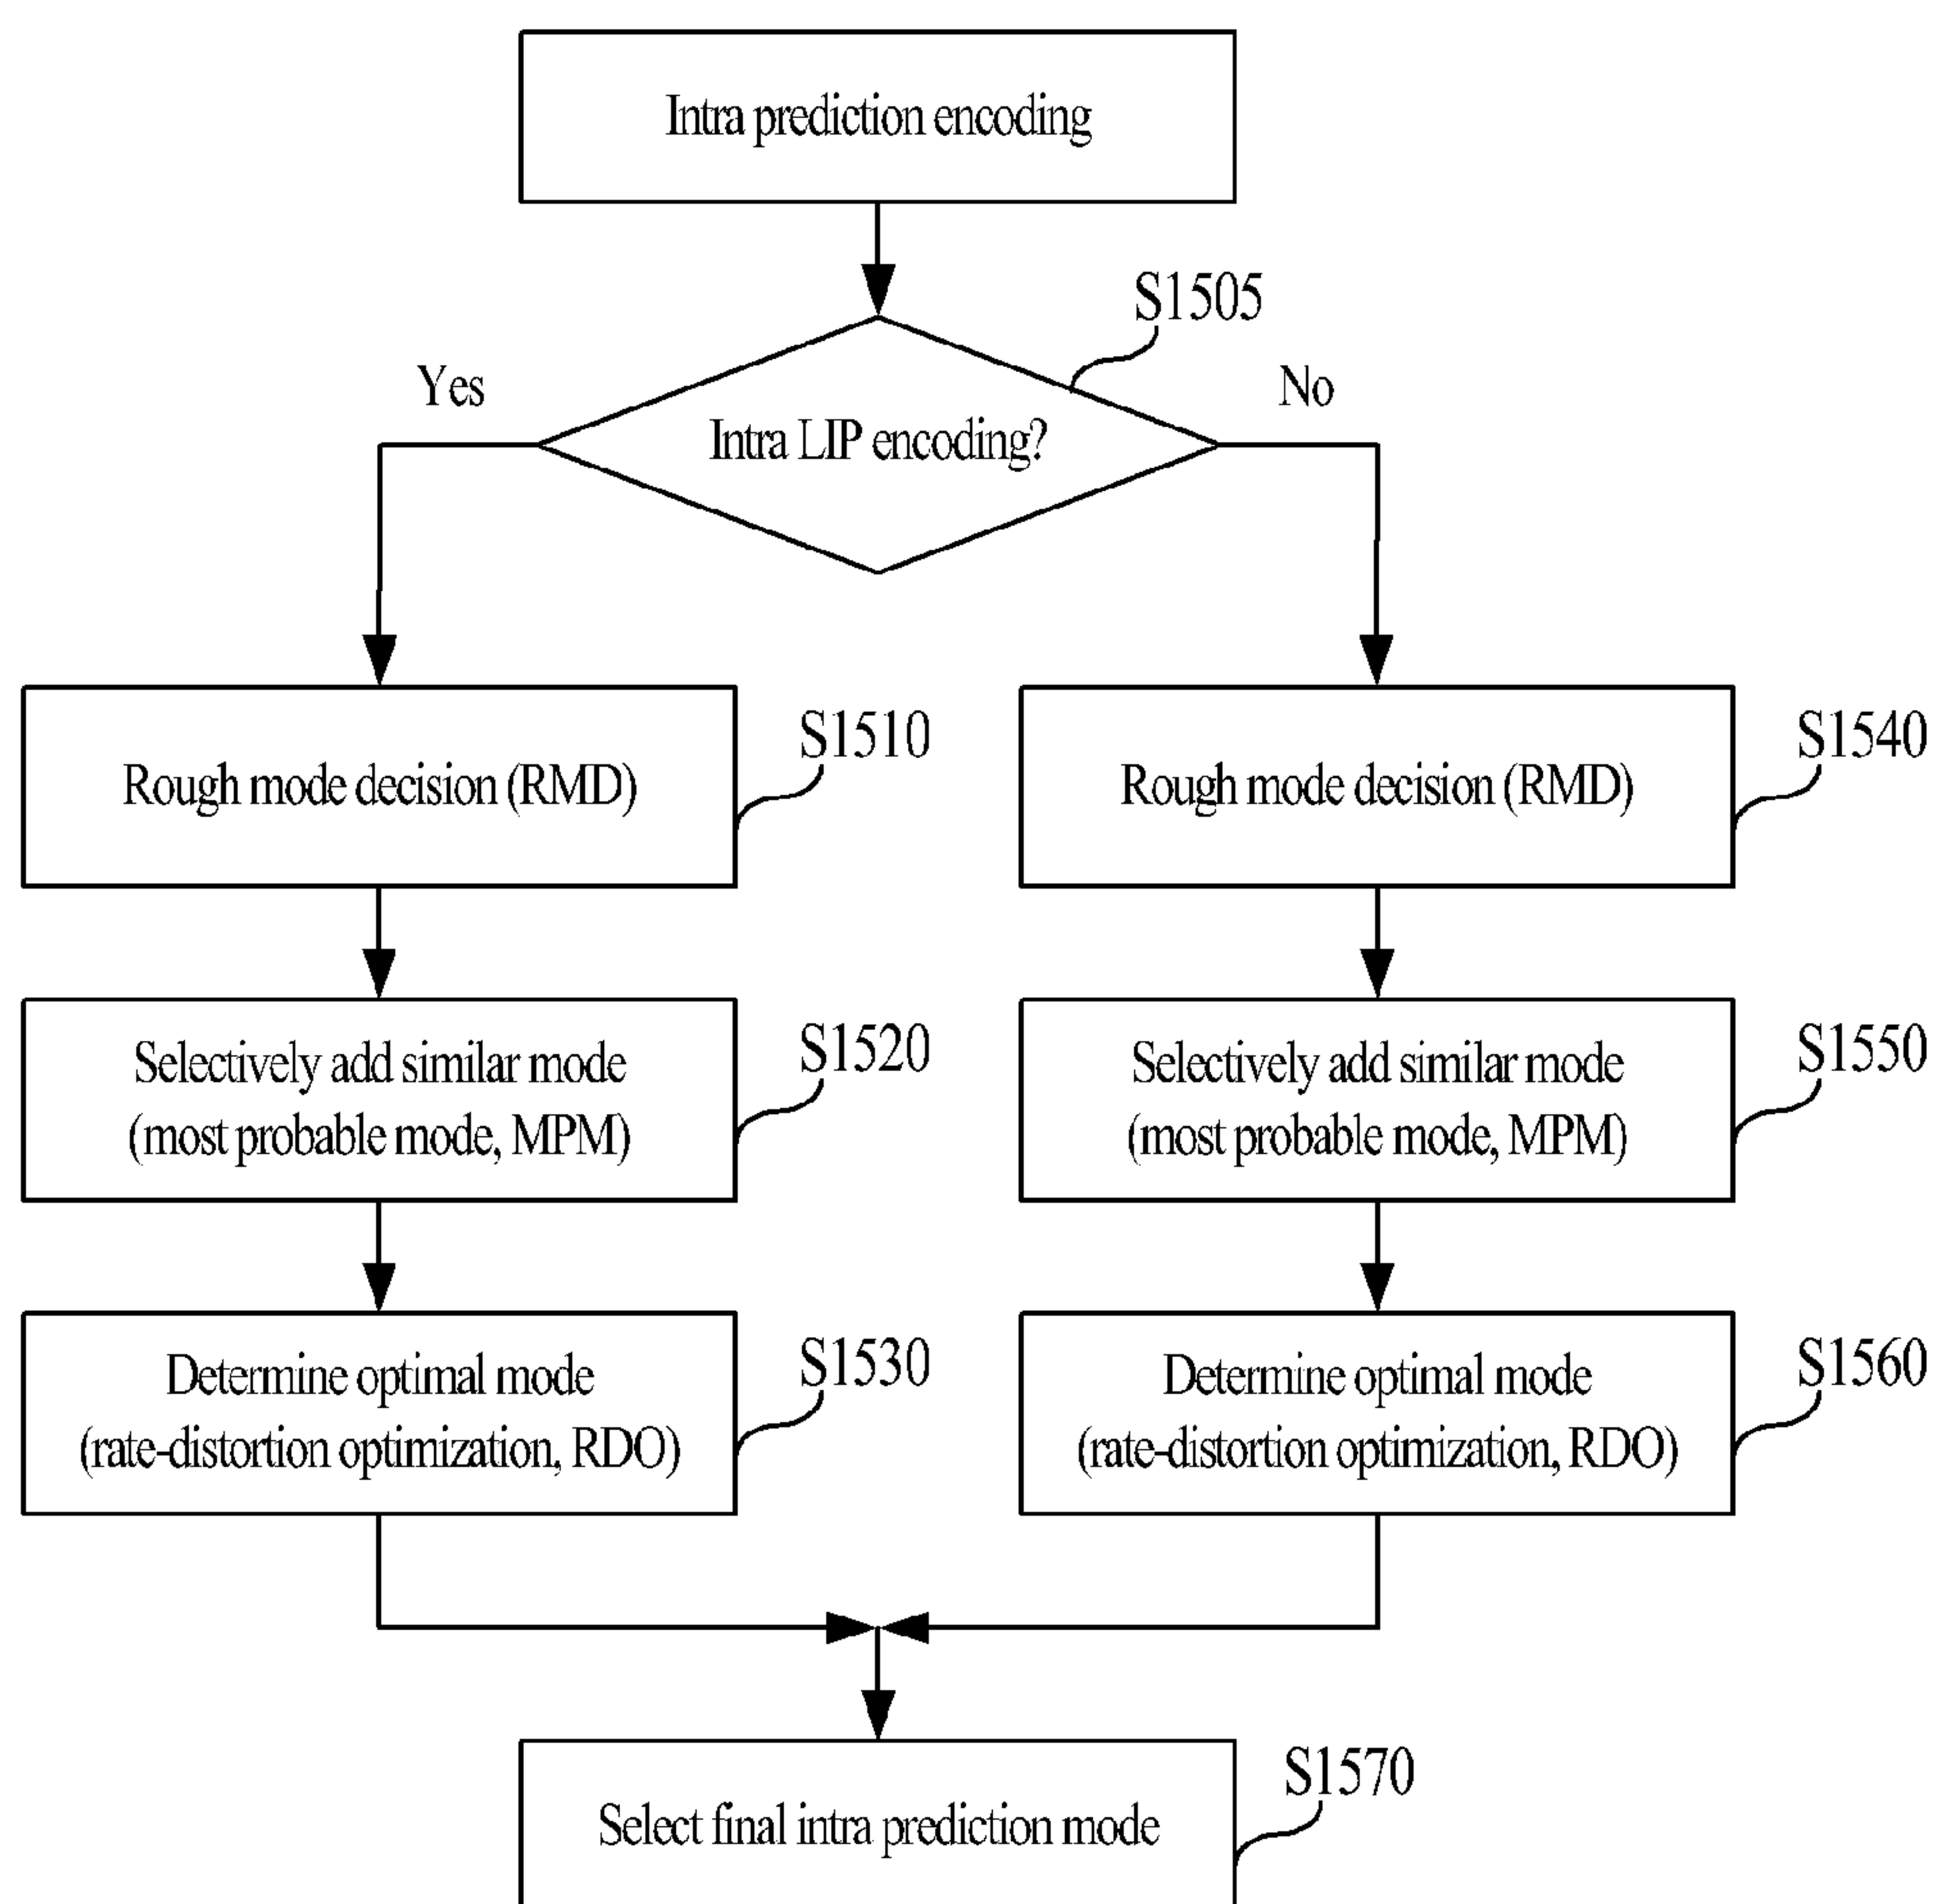 Intra prediction encoding
S1505
Yes
No
Intra LIP encoding?
S1510
S1540
Rough mode decision (RMD)
Rough mode decision (RMD)
S1520
S1550
Selectively add similar mode
(most probable mode, MPM)
Selectively add similar mode
(most probable mode, MPM)
S1530
S1560
Determine optimal mode
(rate-distortion optimization, RDO)
Determine optimal mode
(rate-distortion optimization, RDO)
S1570
Select final intra prediction mode